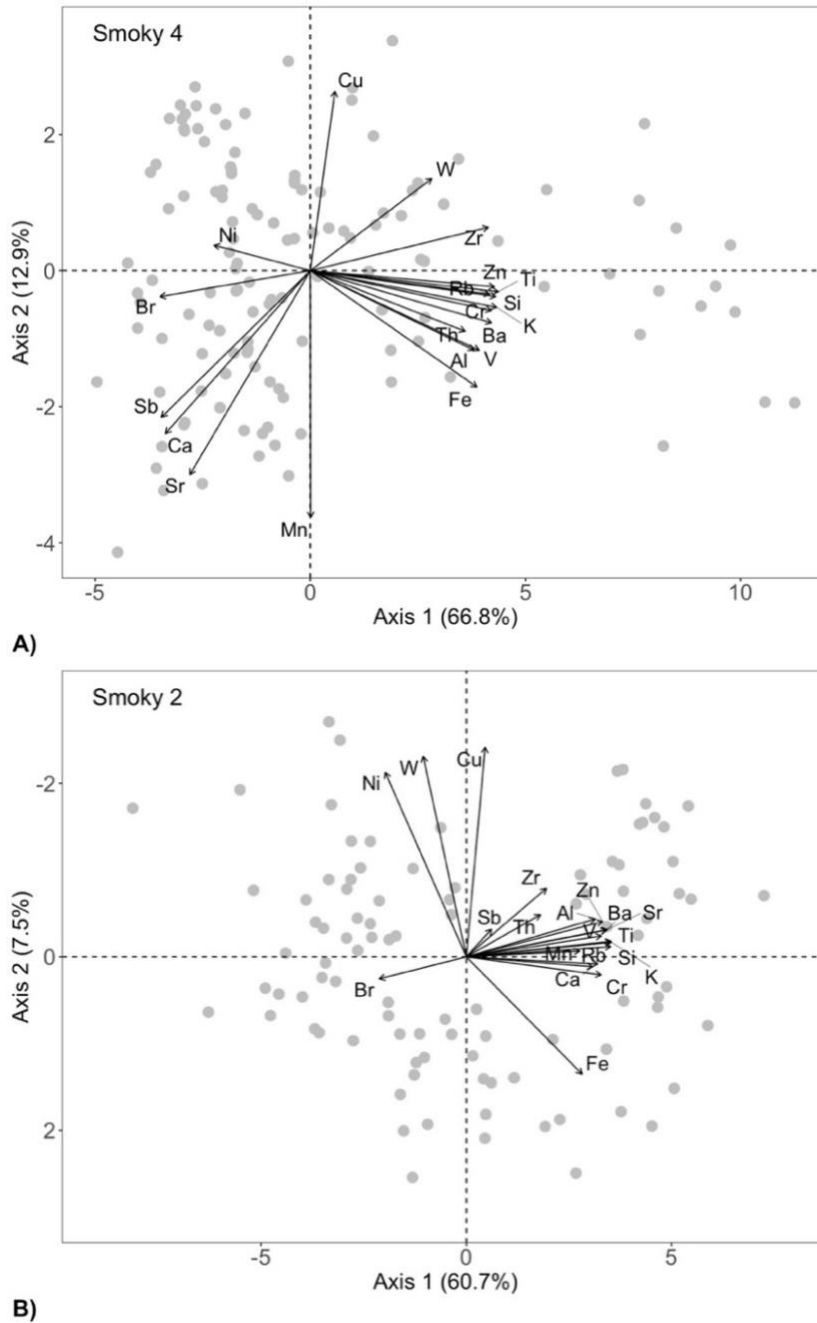 Smoky 4
Cu
2
W
Ni
Zr
0
Zn
Ti
Rb
Br
Si
Cr
K
Th
Ba
Al
V
Fe
-2
Sb
Ca
Sr
Mn
-4
-5
0
5
10
Axis 2 (12.9%)
Axis 1 (66.8%)
A)
Smoky 2
Cu
W
Ni
-2
Zr
Zn
Sb
Al
Ba
Sr
Th
V
Ti
0
Mn
Rb
Si
Ca
K
Br
Cr
Fe
2
-5
0
5
Axis 2 (7.5%)
Axis 1 (60.7%)
B)